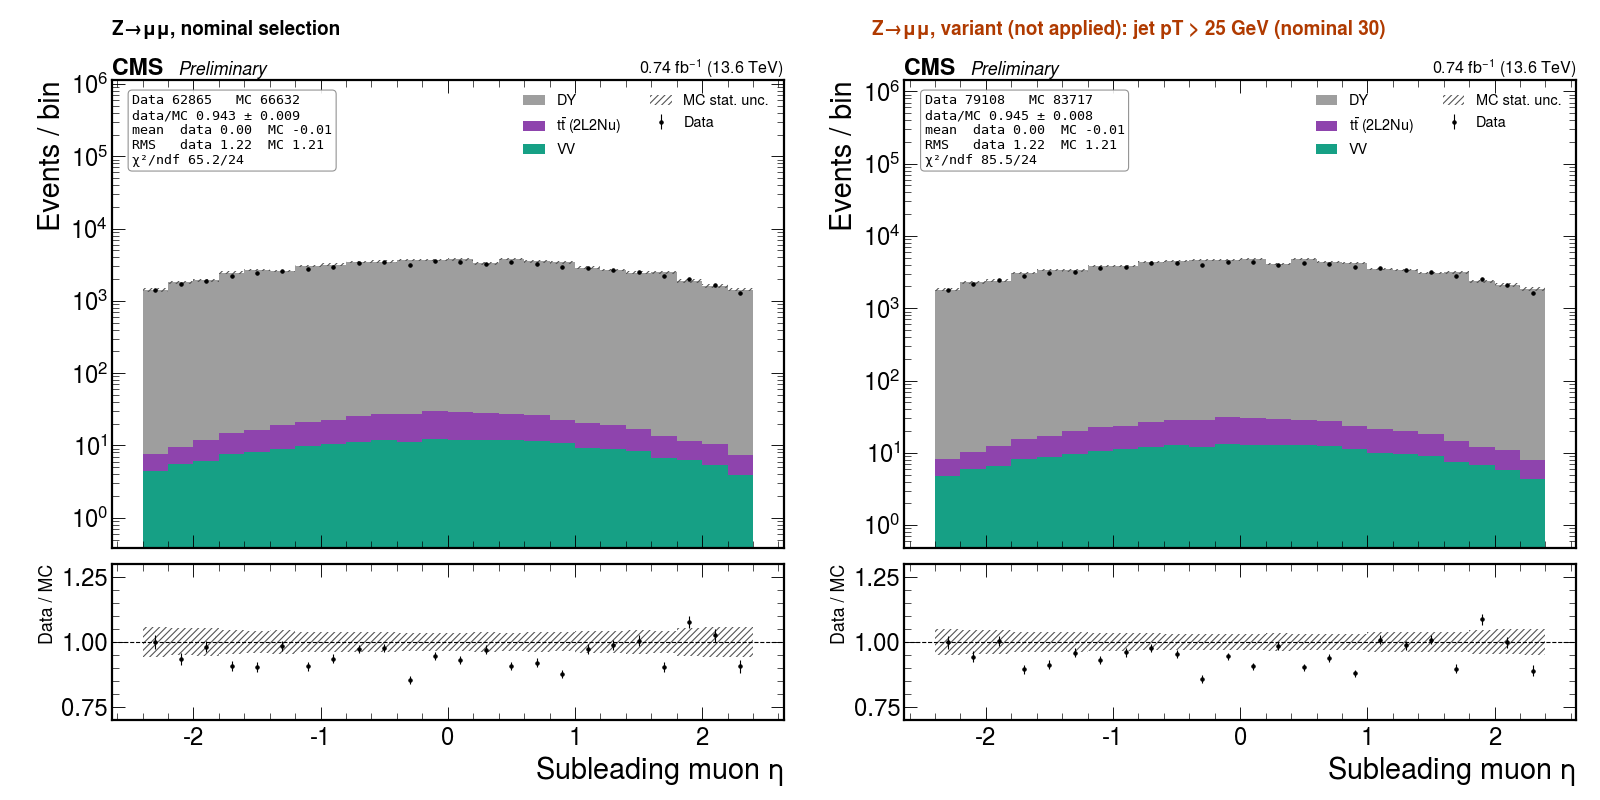 Z→μμ, nominal selection
CMS Preliminary 0.74 fb⁻¹ (13.6 TeV)
Data 62865 MC 66632
data/MC 0.943 ± 0.009
mean data 0.00 MC -0.01
RMS data 1.22 MC 1.21
χ²/ndf 65.2/24
DY
tt̄ (2L2Nu)
VV
MC stat. unc.
Data
Events / bin
10⁶
10⁵
10⁴
10³
10²
10¹
10⁰
Data / MC
1.25
1.00
0.75
-2 -1 0 1 2
Subleading muon η
Z→μμ, variant (not applied): jet pT > 25 GeV (nominal 30)
CMS Preliminary 0.74 fb⁻¹ (13.6 TeV)
Data 79108 MC 83717
data/MC 0.945 ± 0.008
mean data 0.00 MC -0.01
RMS data 1.22 MC 1.21
χ²/ndf 85.5/24
DY
tt̄ (2L2Nu)
VV
MC stat. unc.
Data
Events / bin
10⁶
10⁵
10⁴
10³
10²
10¹
10⁰
Data / MC
1.25
1.00
0.75
-2 -1 0 1 2
Subleading muon η